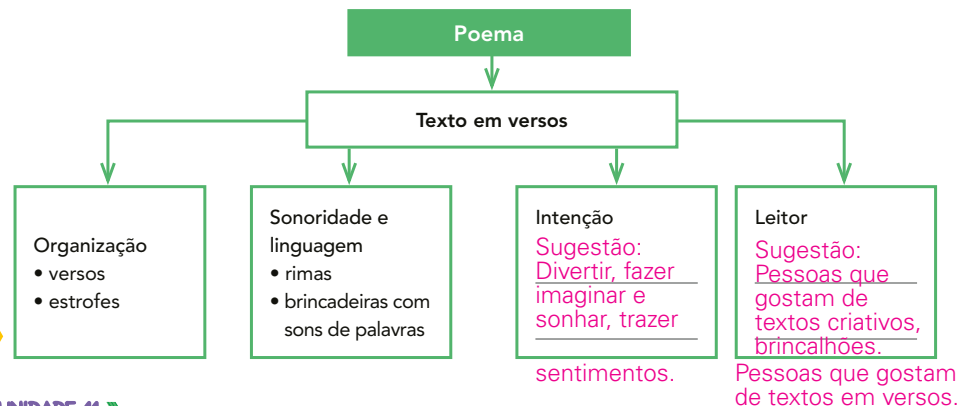 Poema
Texto em versos
Organização
• versos
• estrofes
Sonoridade e
linguagem
• rimas
• brincadeiras com
sons de palavras
Intenção
Sugestão:
Divertir, fazer
imaginar e
sonhar, trazer
sentimentos.
Leitor
Sugestão:
Pessoas que
gostam de
textos criativos,
brincalhões.
Pessoas que gostam
de textos em versos.